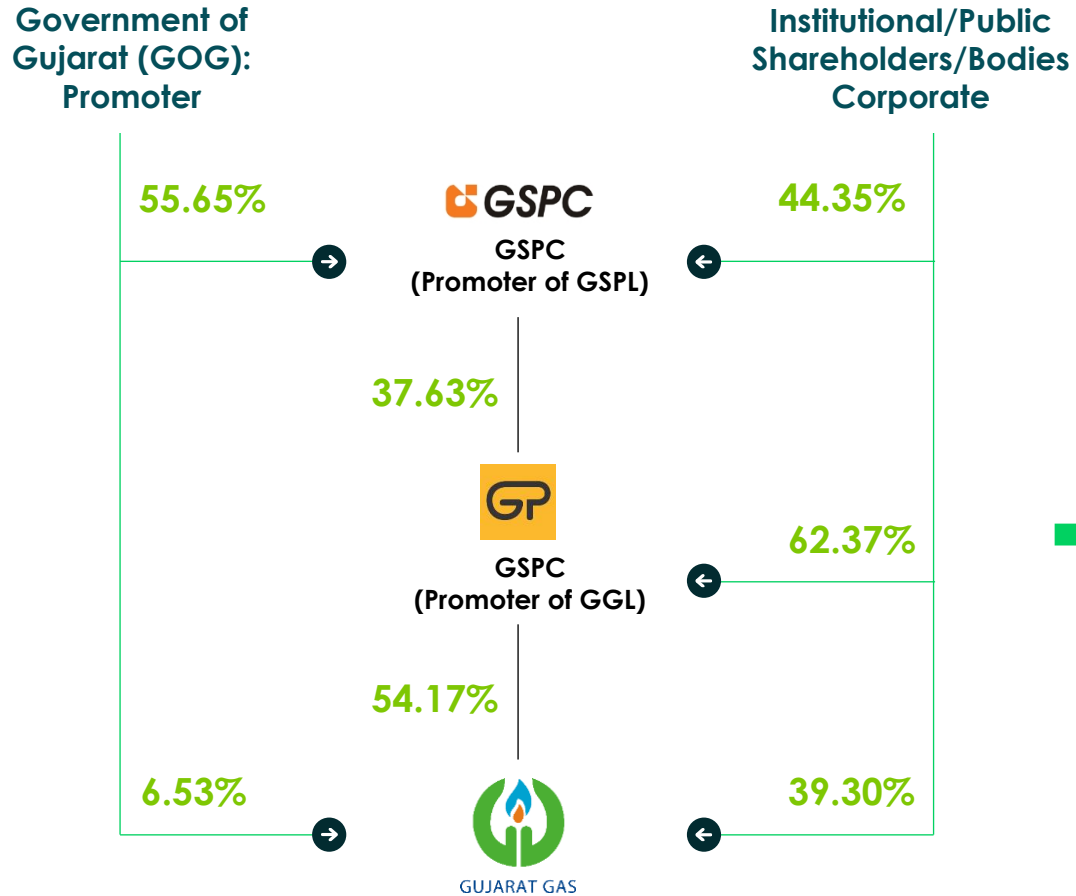 Government of
Gujarat (GOG):
Promoter
Institutional/Public
Shareholders/Bodies
Corporate
55.65%
GSPC
44.35%
GSPC
(Promoter of GSPL)
37.63%
GP
62.37%
GSPC
(Promoter of GGL)
54.17%
6.53%
39.30%
GUJARAT GAS